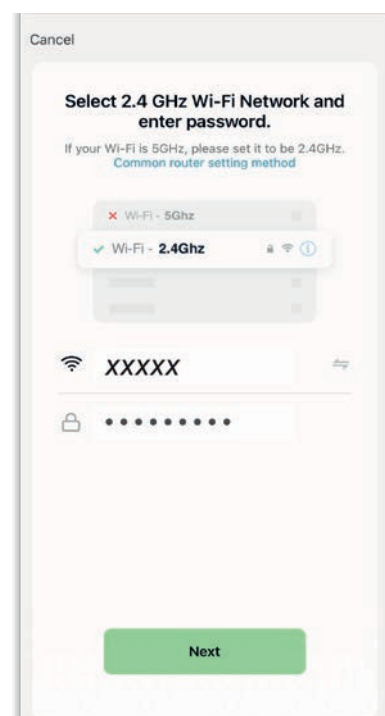 Cancel
Select 2.4 GHz Wi-Fi Network and
enter password.
If your Wi-Fi is 5GHz, please set it to be 2.4GHz.
Common router setting method
Wi-Fi - 5Ghz
Wi-Fi - 2.4Ghz
XXXXX
•••••••••
Next